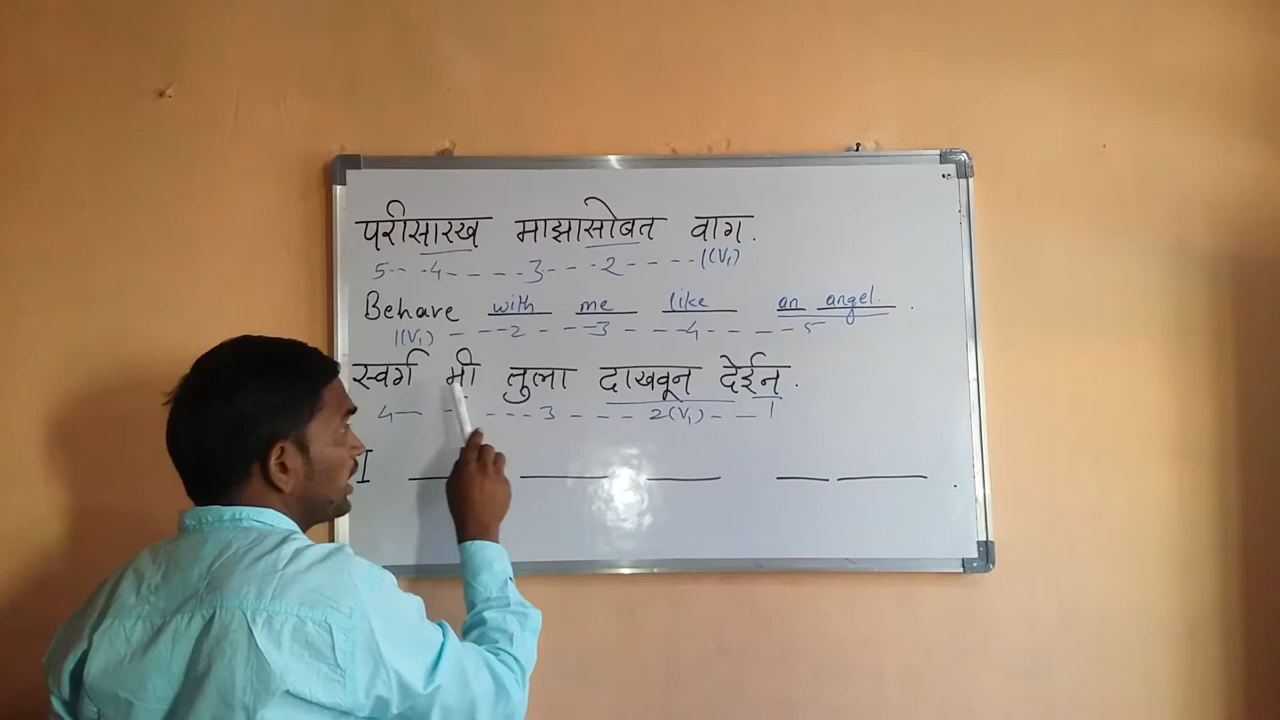 परीसारख माझासोबत वाग.
5-- -4- - - - -3- - - -2 - - - - -1(V₁)
Behave with me like an angel.
1(V₁) - - -2 - - -3 - - -4- - - - -5
स्वर्ग मी तुला दाखवून देईन.
4— - - - - 3 - - - - 2(V₁) - - 1
I ___ ___ ___ ___ ___.